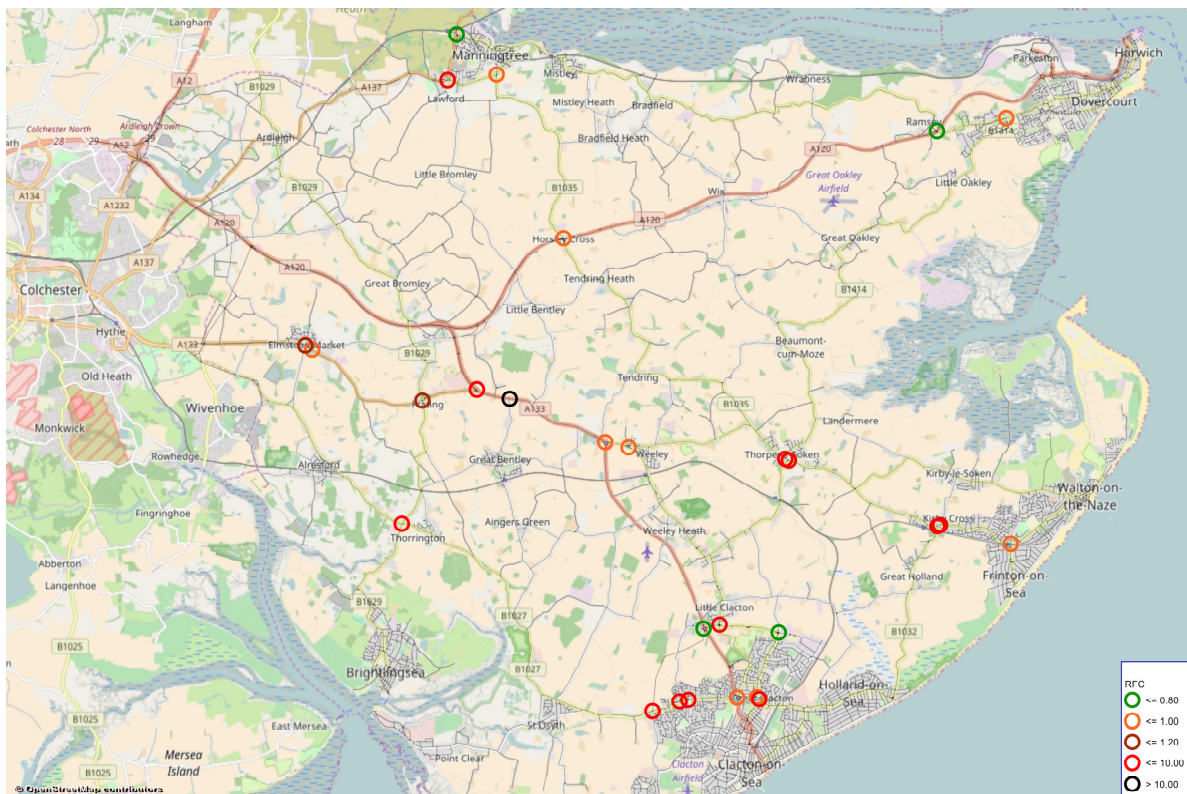 HEATH
Langham
Manningtree
Harwich
Parkeston
A12
B1029
A137
Mistley
Wrabness
Lawford
Mistley Heath
Bradfield
Dovercourt
Colchester North
Ardleigh Crown
28
29
29
A12
Ardleigh
Bradfield Heath
Ramsey
B1414
A120
Little Bromley
Great Oakley
Airfield
Little Oakley
A134
A1232
B1029
B1035
Wix
A120
A120
Horsley Cross
Great Oakley
A137
A120
Tendring Heath
Great Bromley
Colchester
B1414
Little Bentley
Hythe
A133
Elmstead Market
B1029
Beaumont-
cum-Moze
Old Heath
Tendring
Wivenhoe
A133
B1035
Landermere
Monkwick
Rowhedge
Alresford
Great Bentley
Weeley
Kirby-le-Soken
Walton-on-
the-Naze
Fingringhoe
Aingers Green
Kirby Cross
Thorrington
Weeley Heath
Abberton
Langenhoe
Great Holland
Frinton-on-
Sea
B1029
B1027
Little Clacton
B1032
B1025
B1027
Brightlingsea
Holland-on-
Sea
B1025
East Mersea
St Osyth
Mersea
Island
Point Clear
Clacton
Airfield
Clacton-on-
Sea
B1025
RFC
<= 0.80
<= 1.00
<= 1.20
<= 10.00
> 10.00
© OpenStreetMap contributors